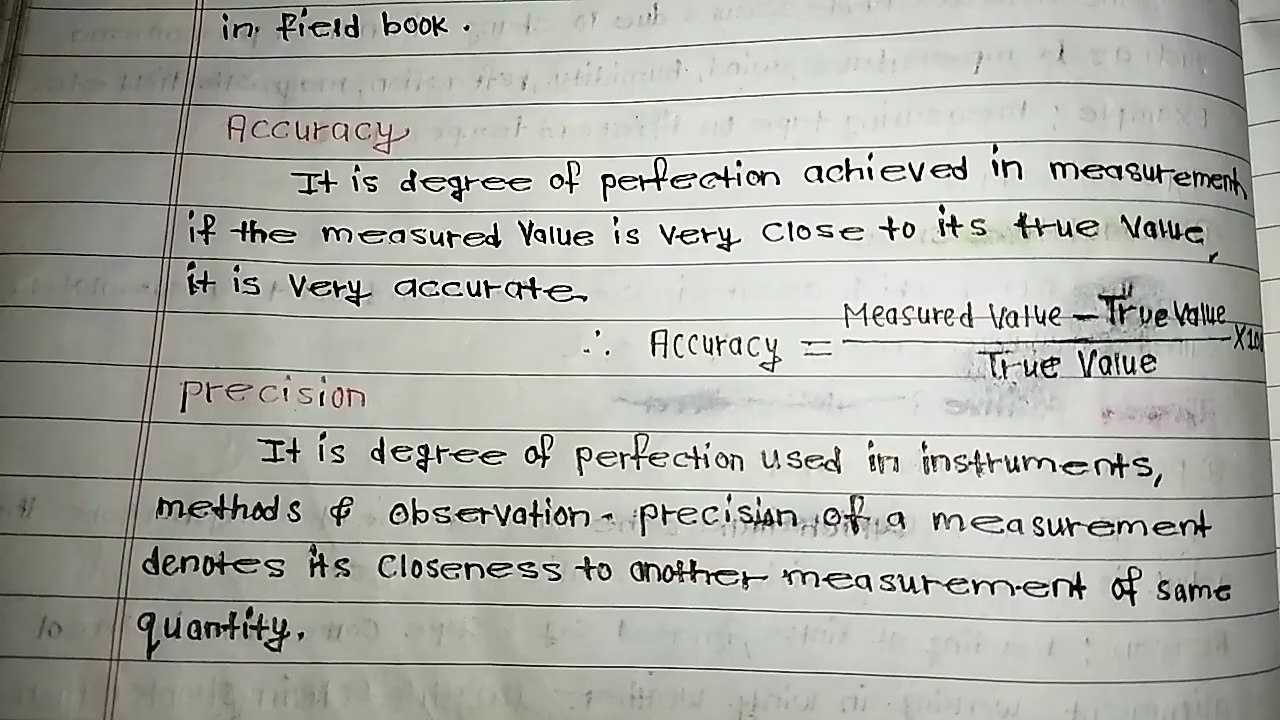 in field book.
Accuracy
It is degree of perfection achieved in measurement
if the measured value is very close to its true value,
it is very accurate.
∴ Accuracy = Measured Value - True Value / True Value X100
precision
It is degree of perfection used in instruments,
methods & observation. precision of a measurement
denotes its closeness to another measurement of same
quantity.